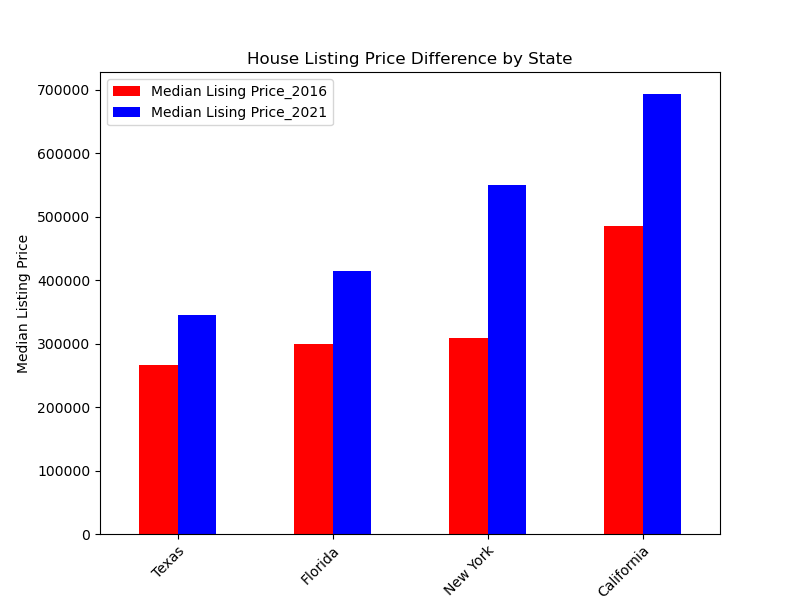 House Listing Price Difference by State
Median Lising Price_2016
Median Lising Price_2021
Median Listing Price
700000
600000
500000
400000
300000
200000
100000
0
Texas
Florida
New York
California